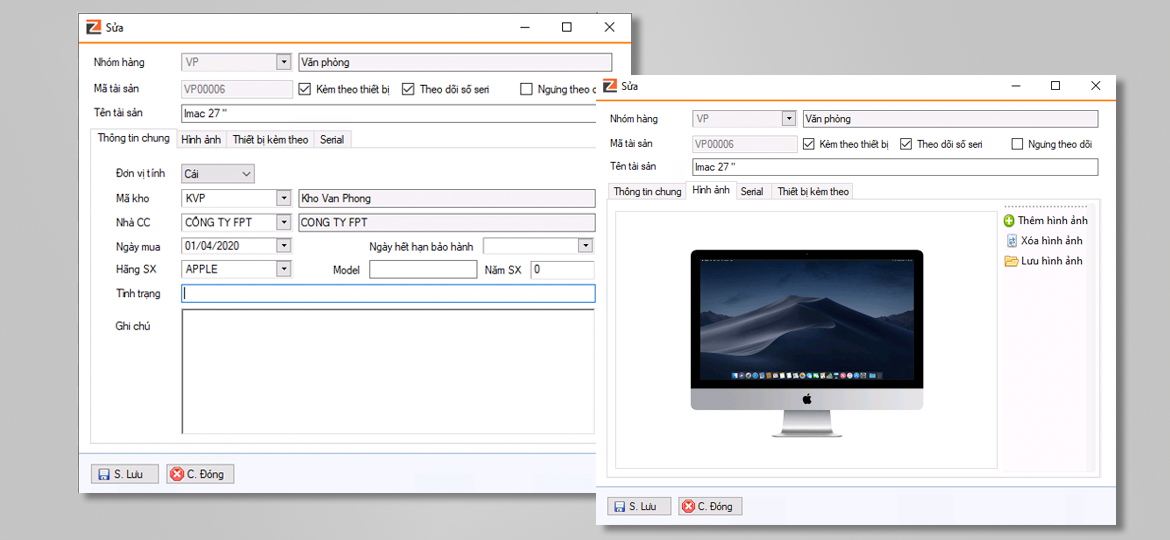 Sửa
Nhóm hàng VP Văn phòng
Mã tài sản VP00006 Kèm theo thiết bị Theo dõi số seri Ngưng theo
Tên tài sản Imac 27 "
Thông tin chung Hình ảnh Thiết bị kèm theo Serial
Đơn vị tính Cái
Mã kho KVP Kho Van Phong
Nhà CC CÔNG TY FPT CONG TY FPT
Ngày mua 01/04/2020 Ngày hết hạn bảo hành
Hãng SX APPLE Model Năm SX 0
Tình trạng
Ghi chú
S. Lưu C. Đóng
Sửa
Nhóm hàng VP Văn phòng
Mã tài sản VP00006 Kèm theo thiết bị Theo dõi số seri Ngưng theo dõi
Tên tài sản Imac 27 "
Thông tin chung Hình ảnh Serial Thiết bị kèm theo
Thêm hình ảnh
Xóa hình ảnh
Lưu hình ảnh
S. Lưu C. Đóng